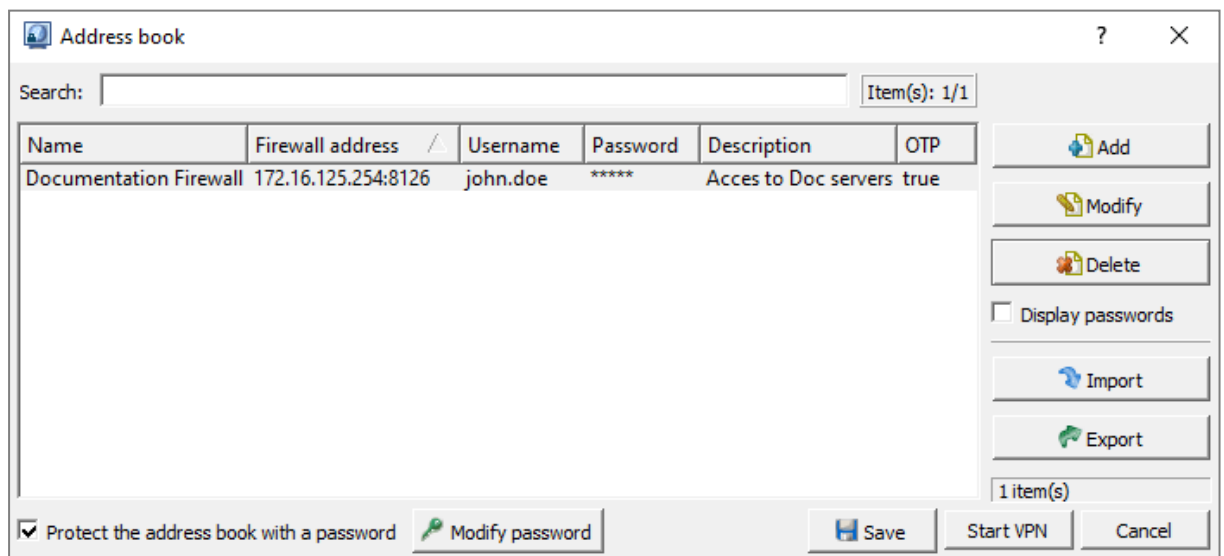 Address book ?
Search: Item(s): 1/1
Name Firewall address Username Password Description OTP
Documentation Firewall 172.16.125.254:8126 john.doe ***** Acces to Doc servers true
Add
Modify
Delete
Display passwords
Import
Export
1 item(s)
Protect the address book with a password Modify password Save Start VPN Cancel